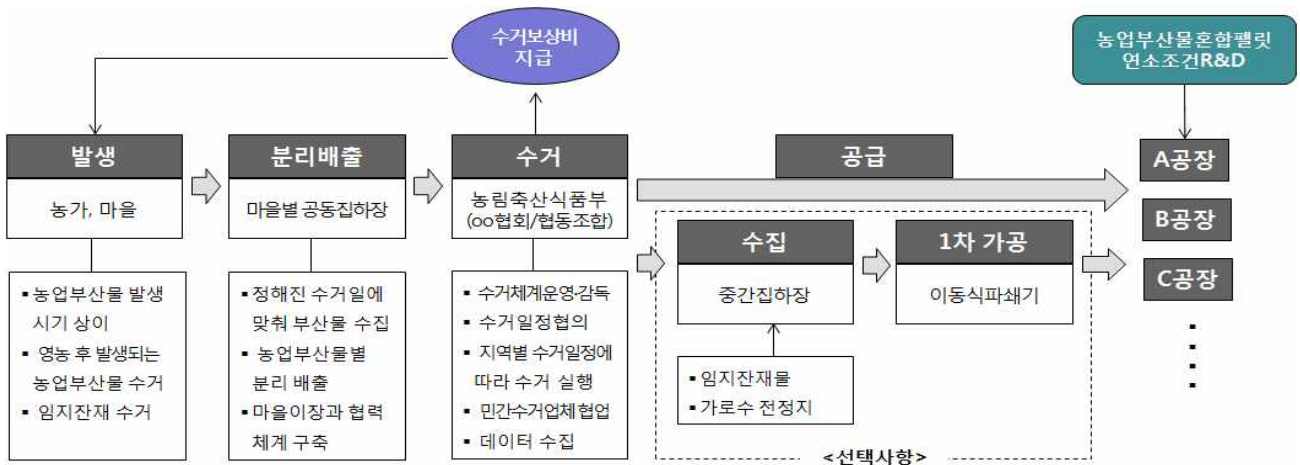 수거보상비
지급
농업부산물혼합펠릿
연소조건R&D
발생
농가, 마을
▪ 농업부산물 발생
시기 상이
▪ 영농 후 발생되는
농업부산물 수거
▪ 임지잔재 수거
분리배출
마을별 공동집하장
▪ 정해진 수거일에
맞춰 부산물 수집
▪ 농업부산물별
분리 배출
▪ 마을이장과 협력
체계 구축
수거
농림축산식품부
(oo협회/협동조합)
▪ 수거체계운영·감독
▪ 수거일정협의
▪ 지역별 수거일정에
따라 수거 실행
▪ 민간수거업체 협업
▪ 데이터 수집
공급
수집
중간집하장
▪ 임지잔재물
▪ 가로수 전정지
1차 가공
이동식파쇄기
<선택사항>
A공장
B공장
C공장